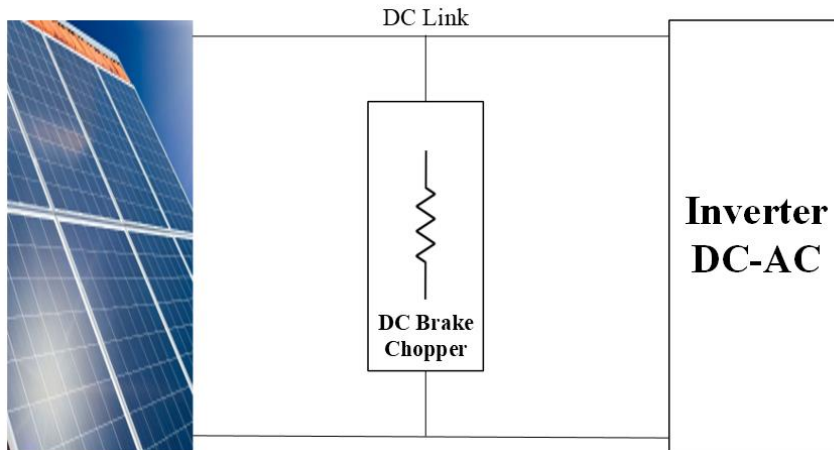 DC Link
Inverter
DC-AC
DC Brake
Chopper